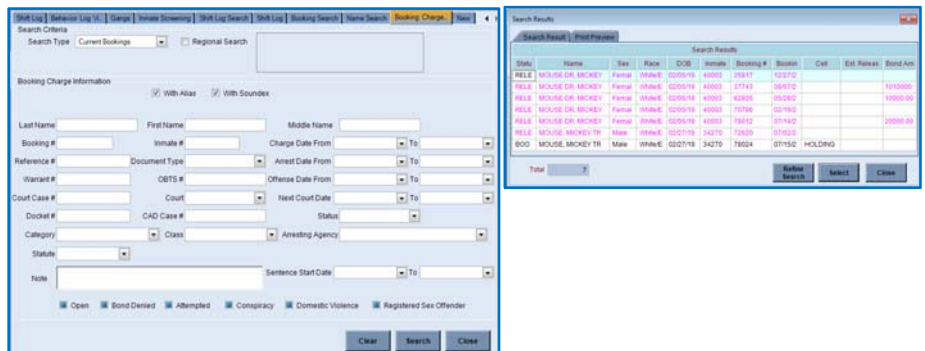 Shift Log Behavior Log Vi.. Gangs Inmate Screening Shift Log Search Shift Log Booking Search Name Search Booking Charge.. New
Search Criteria
Search Type Current Bookings Regional Search
Booking Charge Information
With Alias With Soundex
Last Name First Name Middle Name
Booking # Inmate # Charge Date From To
Reference # Document Type Arrest Date From To
Warrant # OBTS # Offense Date From To
Court Case # Court Next Court Date To
Docket # CAD Case # Status
Category Class Arresting Agency
Statute
Note Sentence Start Date To
Open Bond Denied Attempted Conspiracy Domestic Violence Registered Sex Offender
Clear Search Close
Search Results
Search Result Print Preview
Search Results
Statu Name Sex Race DOB Inmate Booking # Bookin Cell Est. Releas Bond Am
RELE MOUSE DR, MICKEY Femal White/E 02/05/19 40003 35817 12/27/2
RELE MOUSE DR, MICKEY Femal White/E 02/05/19 40003 37743 09/07/2 1010000.
RELE MOUSE DR, MICKEY Femal White/E 02/05/19 40003 62835 05/26/2 10000.00
RELE MOUSE DR, MICKEY Femal White/E 02/05/19 40003 70798 02/19/2
RELE MOUSE DR, MICKEY Femal White/E 02/05/19 40003 78012 07/14/2 20000.00
RELE MOUSE, MICKEY TR Male White/E 02/27/19 34270 72620 07/02/2
BOO MOUSE, MICKEY TR Male White/E 02/27/19 34270 78024 07/15/2 HOLDING
Total 7 Refine Search Select Close